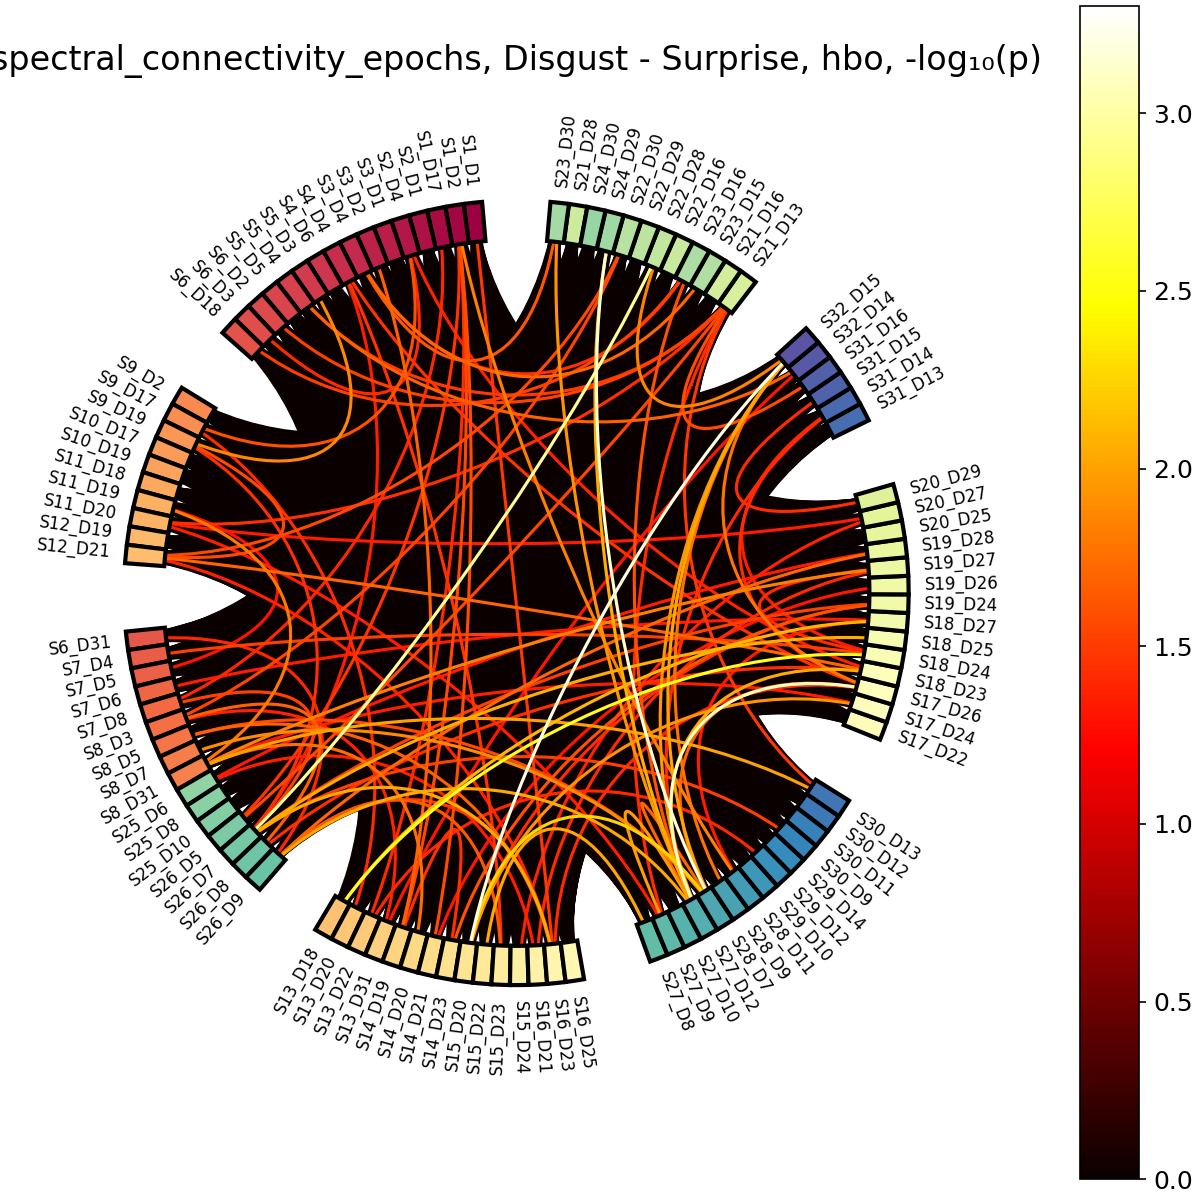 spectral_connectivity_epochs, Disgust - Surprise, hbo, -log₁₀(p)
S1_D1
S1_D2
S1_D17
S2_D1
S2_D4
S3_D1
S3_D2
S3_D4
S4_D4
S4_D6
S5_D3
S5_D4
S5_D5
S6_D2
S6_D3
S6_D18
S9_D2
S9_D17
S9_D19
S10_D17
S10_D19
S11_D18
S11_D19
S11_D20
S12_D19
S12_D21
S6_D31
S7_D4
S7_D5
S7_D6
S7_D8
S8_D3
S8_D5
S8_D7
S8_D31
S25_D6
S25_D8
S25_D10
S26_D5
S26_D7
S26_D8
S26_D9
S13_D18
S13_D20
S13_D22
S13_D31
S14_D19
S14_D20
S14_D21
S14_D23
S15_D20
S15_D22
S15_D23
S15_D24
S16_D21
S16_D23
S16_D25
S27_D8
S27_D9
S27_D10
S27_D12
S28_D7
S28_D9
S28_D11
S29_D10
S29_D12
S29_D14
S30_D9
S30_D11
S30_D12
S30_D13
S17_D22
S17_D24
S17_D26
S18_D23
S18_D24
S18_D25
S18_D27
S19_D24
S19_D26
S19_D27
S19_D28
S20_D25
S20_D27
S20_D29
S31_D13
S31_D14
S31_D15
S31_D16
S32_D14
S32_D15
S21_D13
S21_D16
S23_D15
S23_D16
S22_D16
S22_D28
S22_D29
S22_D30
S24_D29
S24_D30
S21_D28
S23_D30
3.0
2.5
2.0
1.5
1.0
0.5
0.0